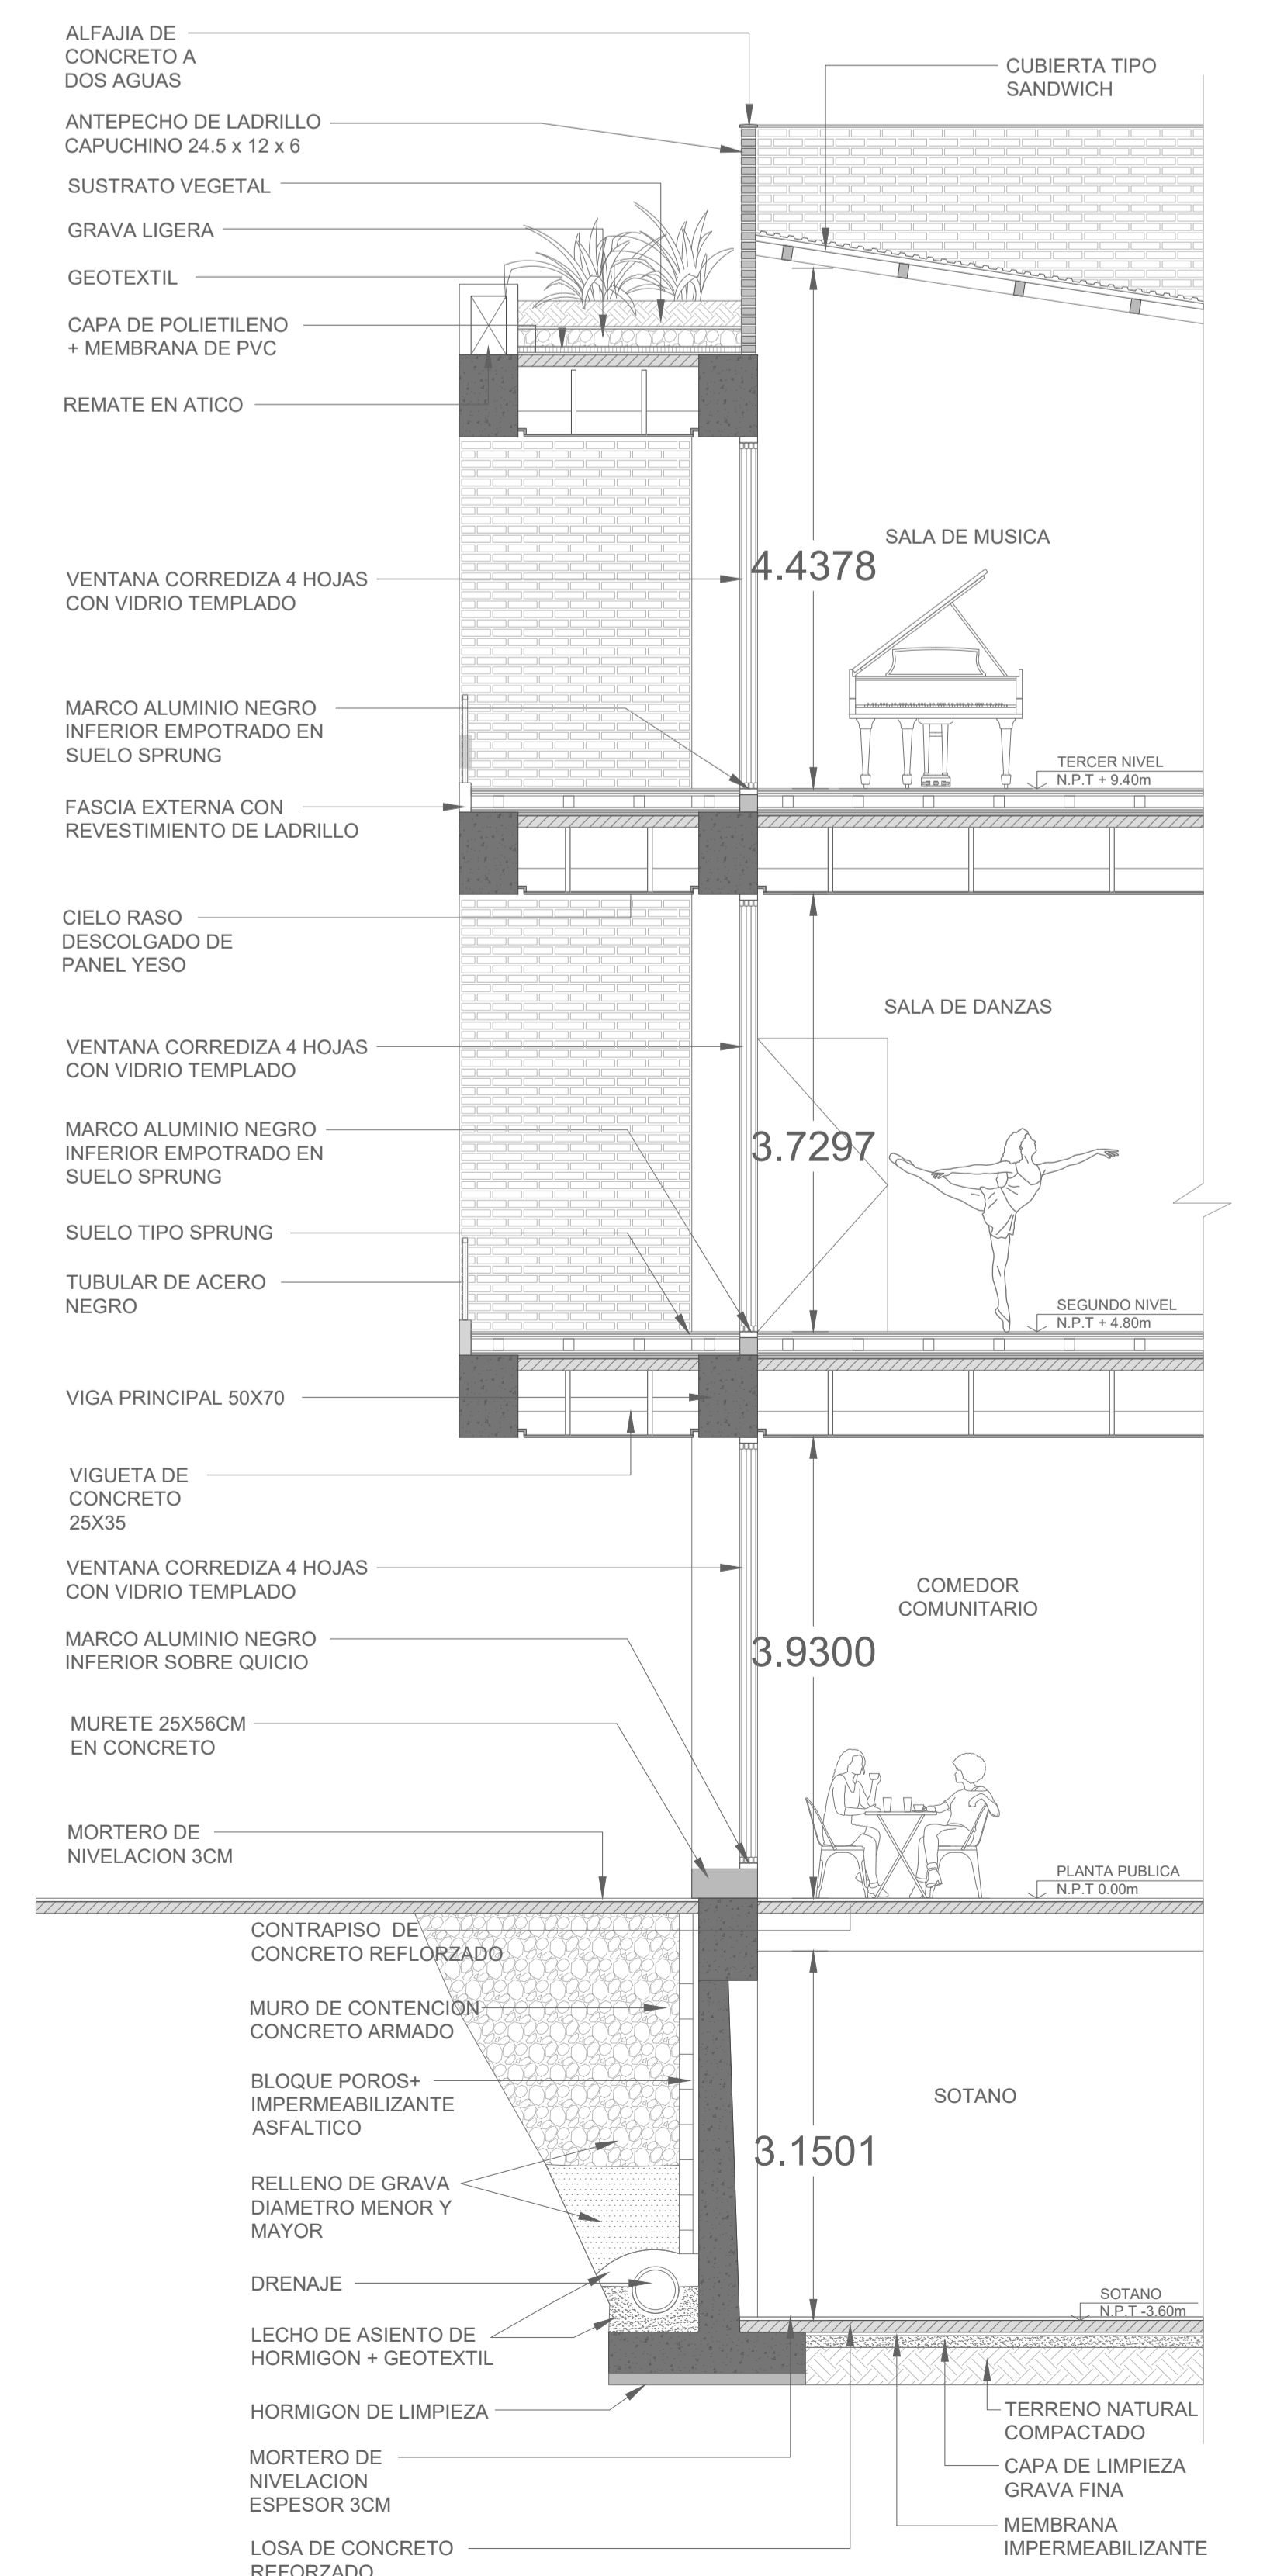 ALFAJIA DE
CONCRETO A
DOS AGUAS
CUBIERTA TIPO
SANDWICH
ANTEPECHO DE LADRILLO
CAPUCHINO 24.5 x 12 x 6
SUSTRATO VEGETAL
GRAVA LIGERA
GEOTEXTIL
CAPA DE POLIETILENO
+ MEMBRANA DE PVC
REMATE EN ATICO
SALA DE MUSICA
4.4378
VENTANA CORREDIZA 4 HOJAS
CON VIDRIO TEMPLADO
MARCO ALUMINIO NEGRO
INFERIOR EMPOTRADO EN
SUELO SPRUNG
TERCER NIVEL
N.P.T + 9.40m
FASCIA EXTERNA CON
REVESTIMIENTO DE LADRILLO
CIELO RASO
DESCOLGADO DE
PANEL YESO
SALA DE DANZAS
VENTANA CORREDIZA 4 HOJAS
CON VIDRIO TEMPLADO
MARCO ALUMINIO NEGRO
INFERIOR EMPOTRADO EN
SUELO SPRUNG
3.7297
SUELO TIPO SPRUNG
TUBULAR DE ACERO
NEGRO
SEGUNDO NIVEL
N.P.T + 4.80m
VIGA PRINCIPAL 50X70
VIGUETA DE
CONCRETO
25X35
VENTANA CORREDIZA 4 HOJAS
CON VIDRIO TEMPLADO
COMEDOR
COMUNITARIO
MARCO ALUMINIO NEGRO
INFERIOR SOBRE QUICIO
3.9300
MURETE 25X56CM
EN CONCRETO
MORTERO DE
NIVELACION 3CM
PLANTA PUBLICA
N.P.T 0.00m
CONTRAPISO DE
CONCRETO REFLORZADO
MURO DE CONTENCION
CONCRETO ARMADO
BLOQUE POROS+
IMPERMEABILIZANTE
ASFALTICO
SOTANO
3.1501
RELLENO DE GRAVA
DIAMETRO MENOR Y
MAYOR
DRENAJE
SOTANO
N.P.T -3.60m
LECHO DE ASIENTO DE
HORMIGON + GEOTEXTIL
HORMIGON DE LIMPIEZA
TERRENO NATURAL
COMPACTADO
MORTERO DE
NIVELACION
ESPESOR 3CM
CAPA DE LIMPIEZA
GRAVA FINA
MEMBRANA
IMPERMEABILIZANTE
LOSA DE CONCRETO
REFORZADO